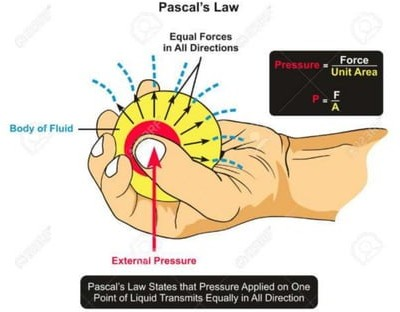 Pascal's Law
Equal Forces
in All Directions
Pressure = Force
Unit Area
P = F
A
Body of Fluid
External Pressure
Pascal's Law States that Pressure Applied on One
Point of Liquid Transmits Equally in All Direction